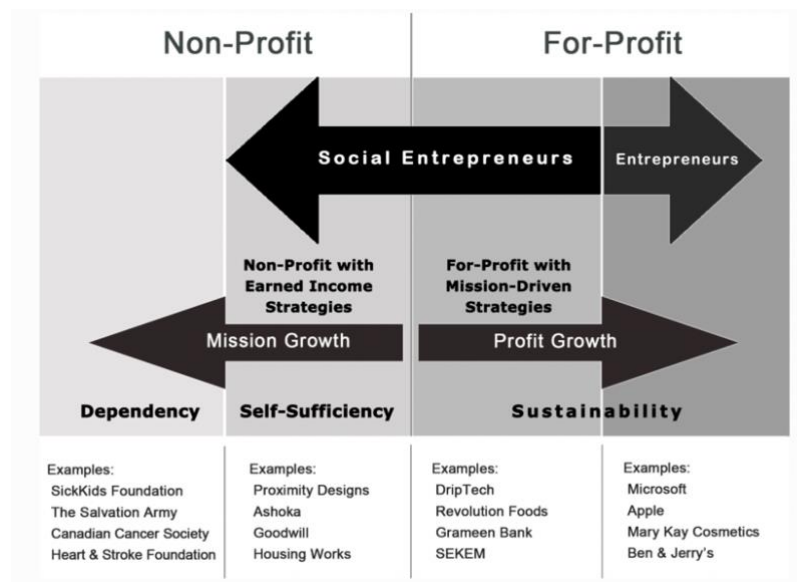 Non-Profit
For-Profit
Social Entrepreneurs
Entrepreneurs
Non-Profit with
Earned Income
Strategies
For-Profit with
Mission-Driven
Strategies
Mission Growth
Profit Growth
Dependency
Self-Sufficiency
Sustainability
Examples:
SickKids Foundation
The Salvation Army
Canadian Cancer Society
Heart & Stroke Foundation
Examples:
Proximity Designs
Ashoka
Goodwill
Housing Works
Examples:
DripTech
Revolution Foods
Grameen Bank
SEKEM
Examples:
Microsoft
Apple
Mary Kay Cosmetics
Ben & Jerry's